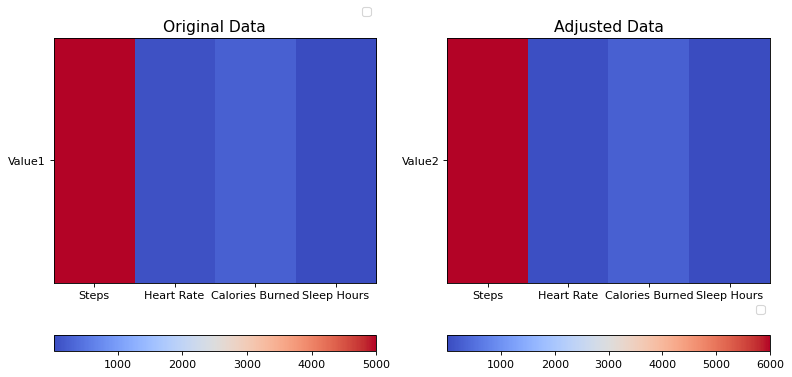 Original Data
Adjusted Data
Value1
Value2
Steps Heart Rate Calories Burned Sleep Hours
Steps Heart Rate Calories Burned Sleep Hours
1000 2000 3000 4000 5000
1000 2000 3000 4000 5000 6000